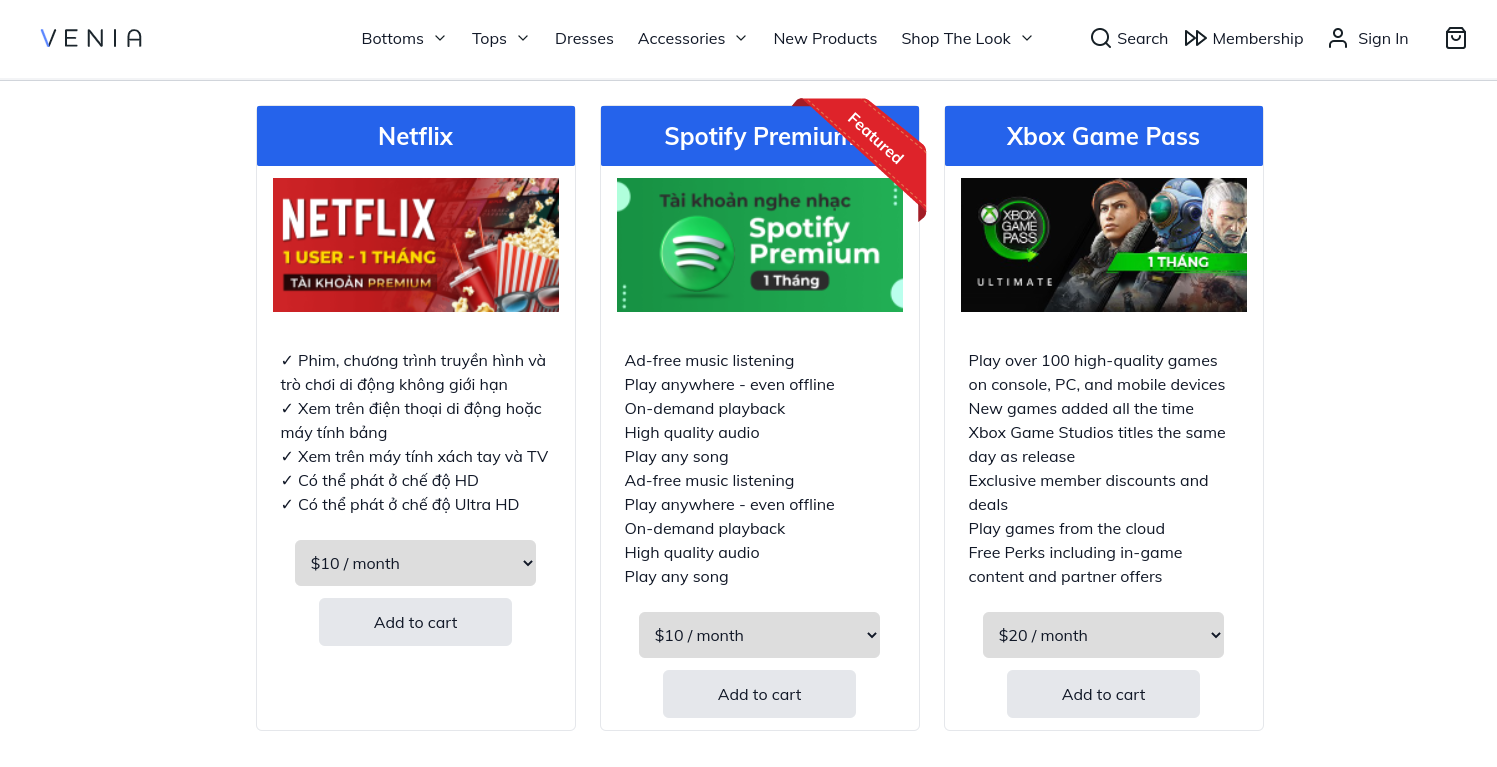 VENIA
Bottoms Tops Dresses Accessories New Products Shop The Look
Search Membership Sign In
Netflix
NETFLIX
1 USER - 1 THÁNG
TÀI KHOẢN PREMIUM
✓ Phim, chương trình truyền hình và
trò chơi di động không giới hạn
✓ Xem trên điện thoại di động hoặc
máy tính bảng
✓ Xem trên máy tính xách tay và TV
✓ Có thể phát ở chế độ HD
✓ Có thể phát ở chế độ Ultra HD
$10 / month
Add to cart
Spotify Premium
Featured
Tài khoản nghe nhạc
Spotify
Premium
1 Tháng
Ad-free music listening
Play anywhere - even offline
On-demand playback
High quality audio
Play any song
Ad-free music listening
Play anywhere - even offline
On-demand playback
High quality audio
Play any song
$10 / month
Add to cart
Xbox Game Pass
XBOX
GAME
PASS
1 THÁNG
ULTIMATE
Play over 100 high-quality games
on console, PC, and mobile devices
New games added all the time
Xbox Game Studios titles the same
day as release
Exclusive member discounts and
deals
Play games from the cloud
Free Perks including in-game
content and partner offers
$20 / month
Add to cart